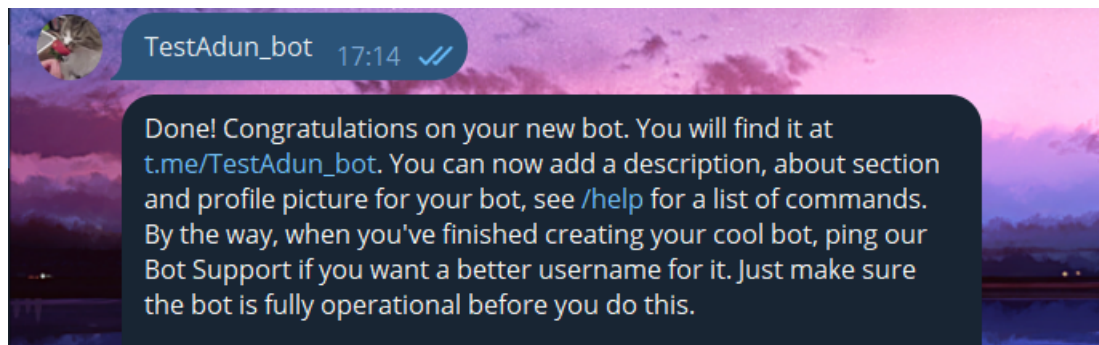 TestAdun_bot 17:14
Done! Congratulations on your new bot. You will find it at
t.me/TestAdun_bot. You can now add a description, about section
and profile picture for your bot, see /help for a list of commands.
By the way, when you've finished creating your cool bot, ping our
Bot Support if you want a better username for it. Just make sure
the bot is fully operational before you do this.